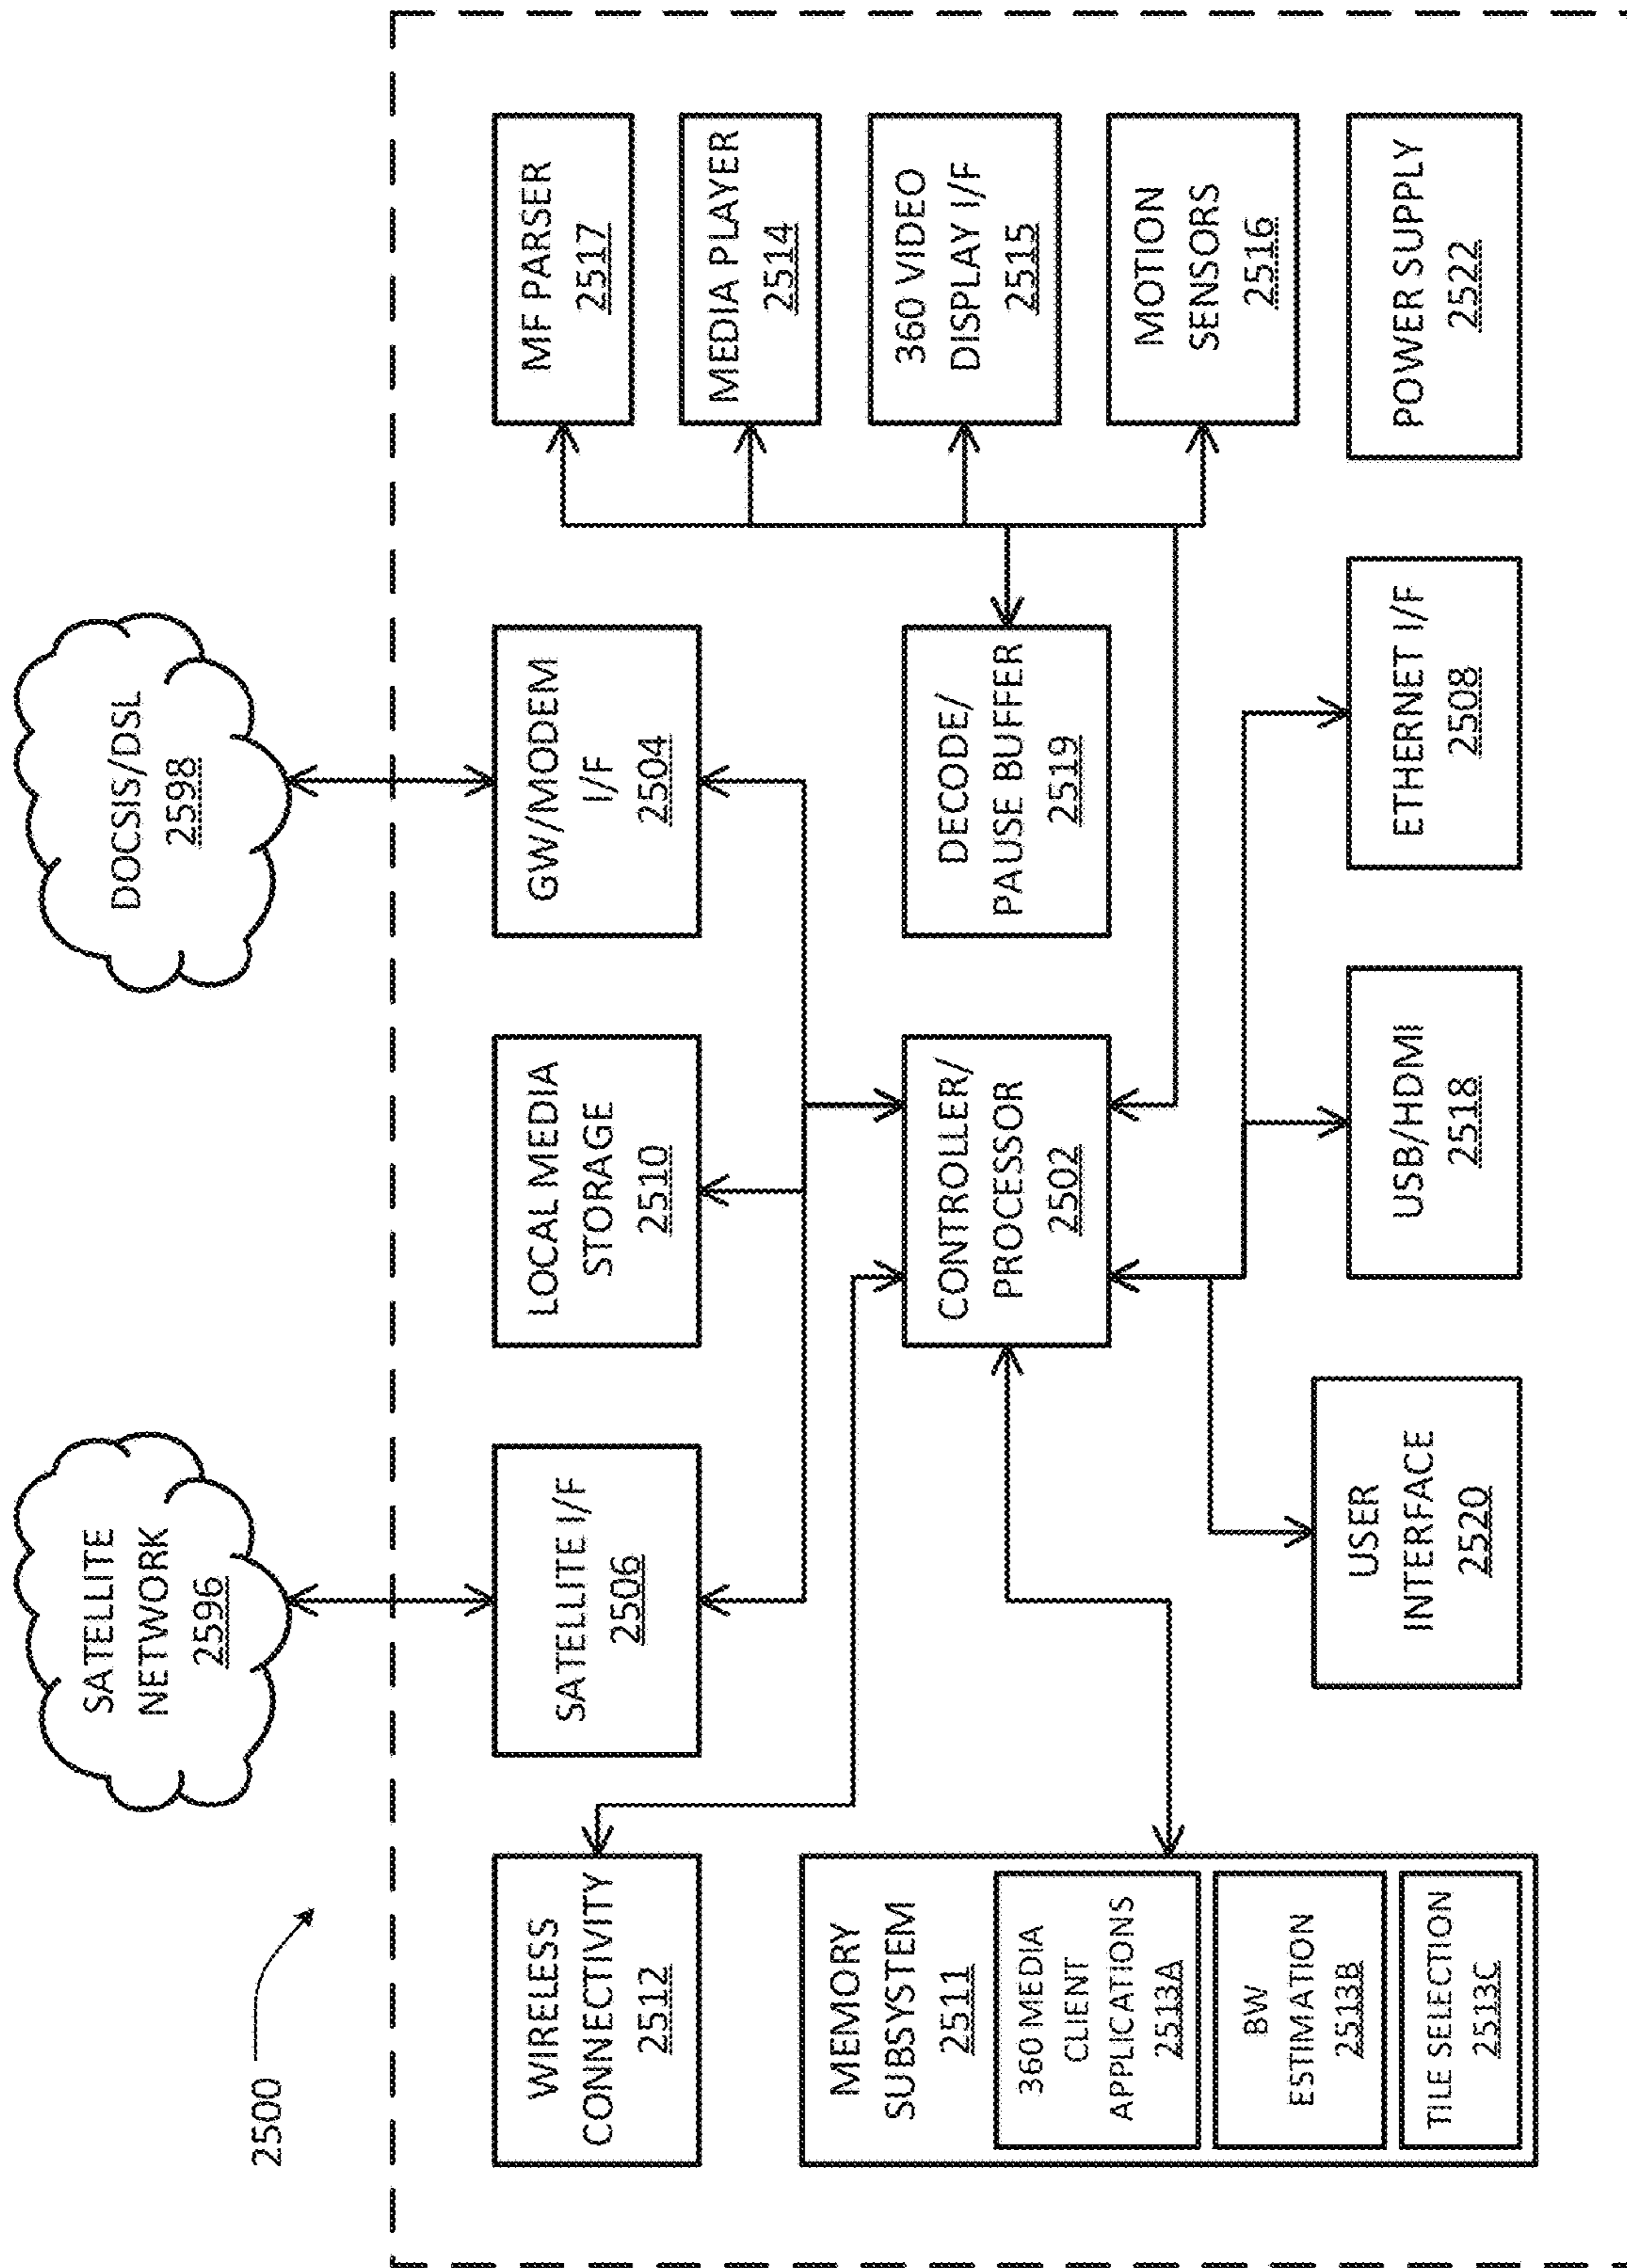 2500
SATELLITE
NETWORK
2596
DOCSIS/DSL
2598
WIRELESS
CONNECTIVITY
2512
SATELLITE I/F
2506
LOCAL MEDIA
STORAGE
2510
GW/MODEM
I/F
2504
MF PARSER
2517
MEDIA PLAYER
2514
360 VIDEO
DISPLAY I/F
2515
MOTION
SENSORS
2516
MEMORY
SUBSYSTEM
2511
360 MEDIA
CLIENT
APPLICATIONS
2513A
BW
ESTIMATION
2513B
TILE SELECTION
2513C
CONTROLLER/
PROCESSOR
2502
DECODE/
PAUSE BUFFER
2519
USER
INTERFACE
2520
USB/HDMI
2518
ETHERNET I/F
2508
POWER SUPPLY
2522